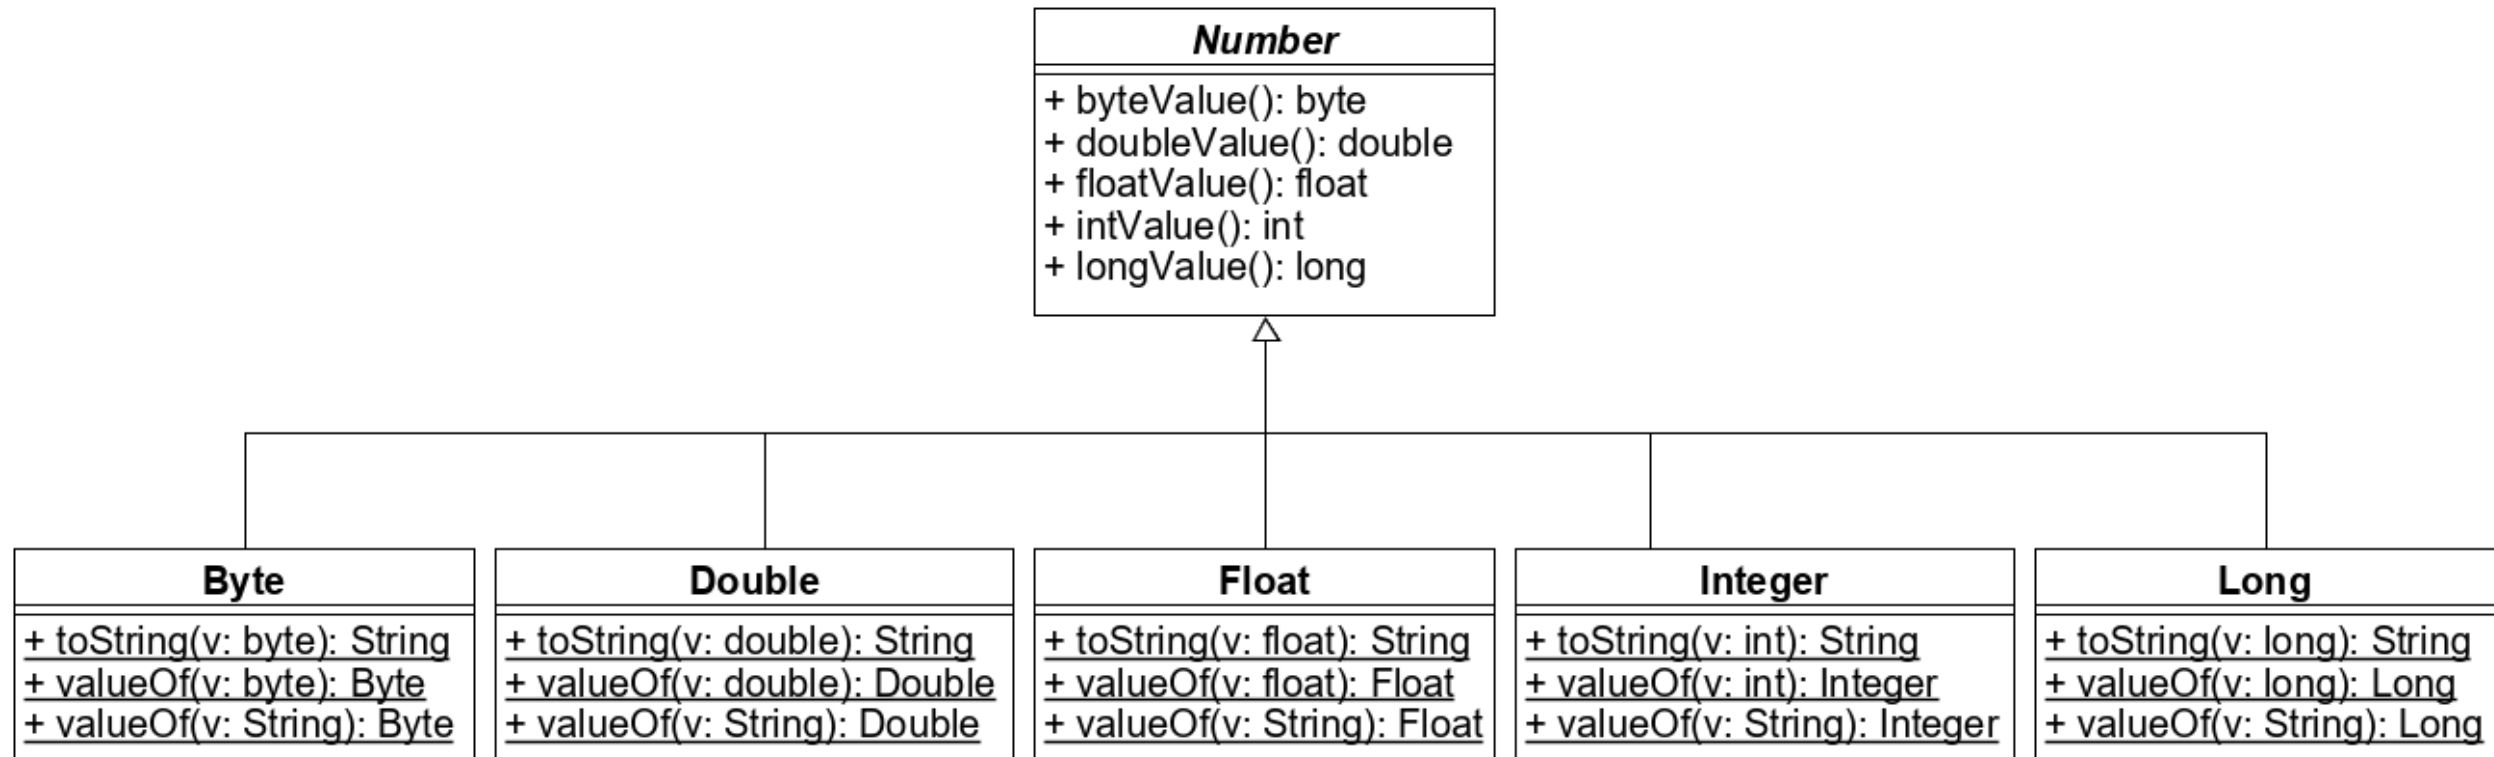 Number
+ byteValue(): byte
+ doubleValue(): double
+ floatValue(): float
+ intValue(): int
+ longValue(): long
Byte
+ toString(v: byte): String
+ valueOf(v: byte): Byte
+ valueOf(v: String): Byte
Double
+ toString(v: double): String
+ valueOf(v: double): Double
+ valueOf(v: String): Double
Float
+ toString(v: float): String
+ valueOf(v: float): Float
+ valueOf(v: String): Float
Integer
+ toString(v: int): String
+ valueOf(v: int): Integer
+ valueOf(v: String): Integer
Long
+ toString(v: long): String
+ valueOf(v: long): Long
+ valueOf(v: String): Long